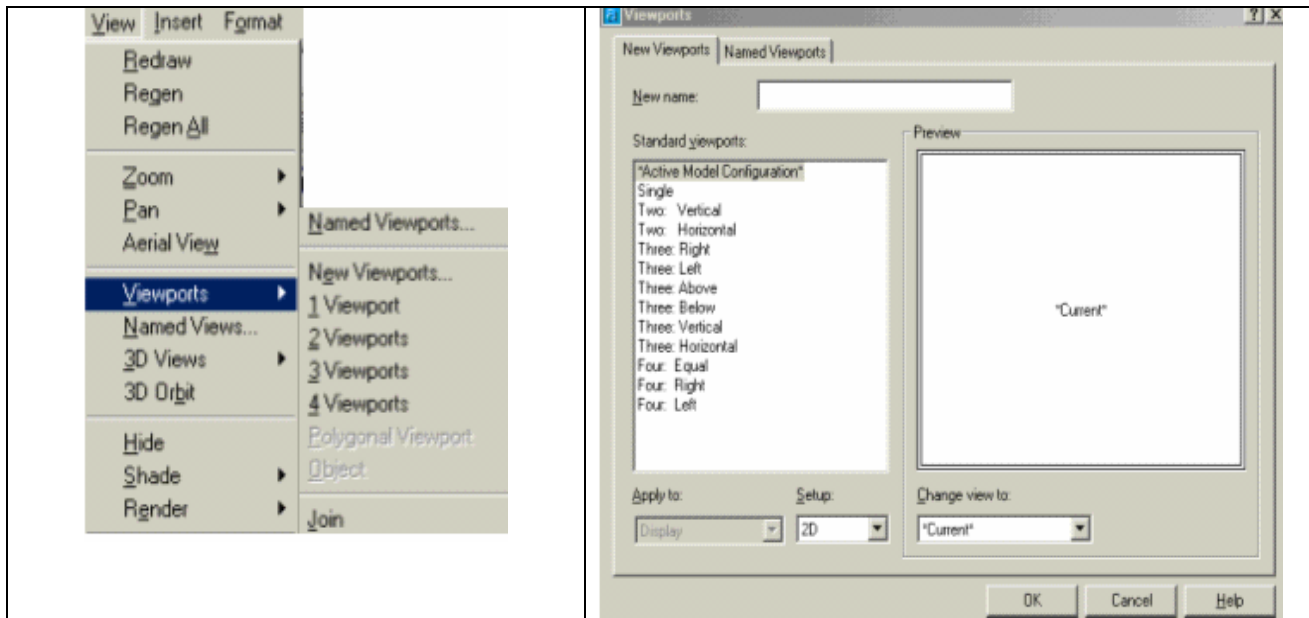 View Insert Format
Redraw
Regen
Regen All
Zoom
Pan
Aerial View
Viewports
Named Views...
3D Views
3D Orbit
Hide
Shade
Render
Named Viewports...
New Viewports...
1 Viewport
2 Viewports
3 Viewports
4 Viewports
Polygonal Viewport
Object
Join
Viewports
New Viewports Named Viewports
New name:
Standard viewports:
*Active Model Configuration*
Single
Two: Vertical
Two: Horizontal
Three: Right
Three: Left
Three: Above
Three: Below
Three: Vertical
Three: Horizontal
Four: Equal
Four: Right
Four: Left
Preview
*Current*
Apply to:
Display
Setup:
2D
Change view to:
*Current*
OK Cancel Help